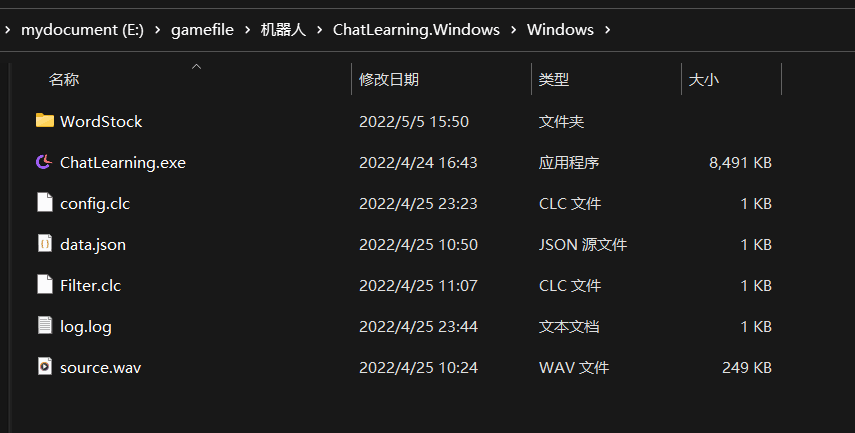 mydocument (E:) > gamefile > 机器人 > ChatLearning.Windows > Windows >
名称 修改日期 类型 大小
WordStock 2022/5/5 15:50 文件夹
ChatLearning.exe 2022/4/24 16:43 应用程序 8,491 KB
config.clc 2022/4/25 23:23 CLC 文件 1 KB
data.json 2022/4/25 10:50 JSON 源文件 1 KB
Filter.clc 2022/4/25 11:07 CLC 文件 1 KB
log.log 2022/4/25 23:44 文本文档 1 KB
source.wav 2022/4/25 10:24 WAV 文件 249 KB